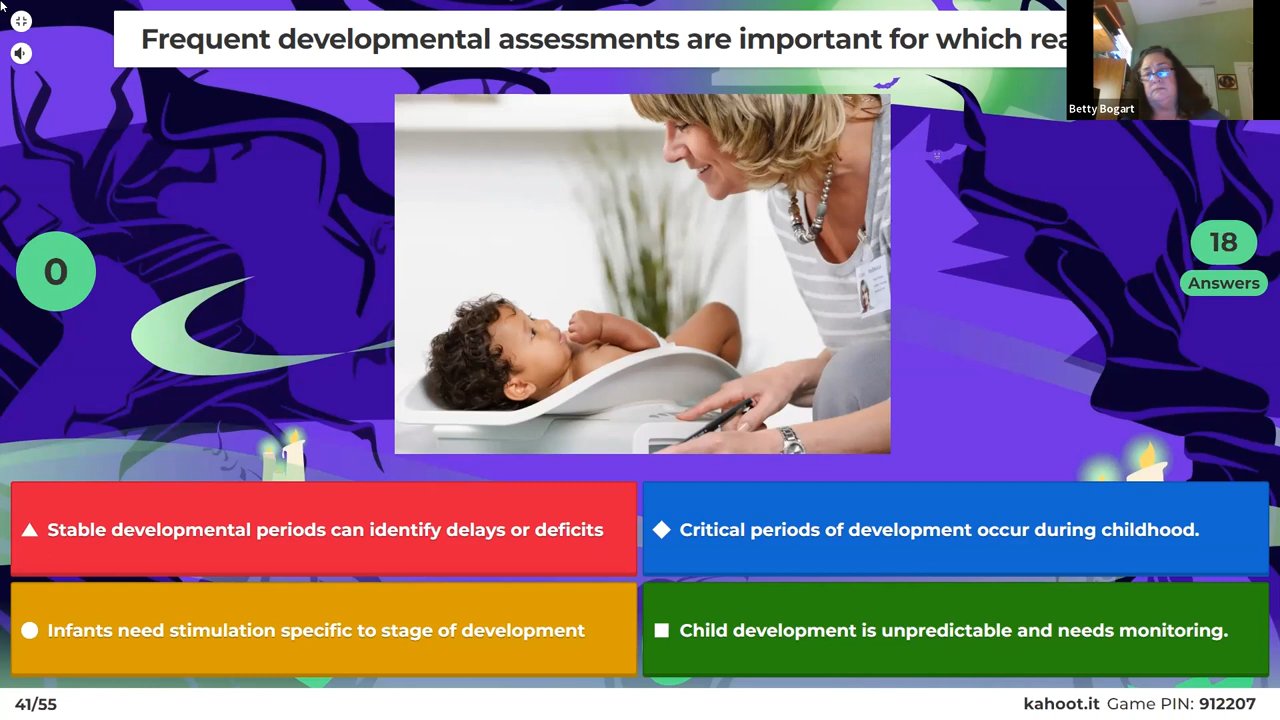 Frequent developmental assessments are important for which rea
Betty Bogart
0
18
Answers
Stable developmental periods can identify delays or deficits
Critical periods of development occur during childhood.
Infants need stimulation specific to stage of development
Child development is unpredictable and needs monitoring.
41/55
kahoot.it Game PIN: 912207